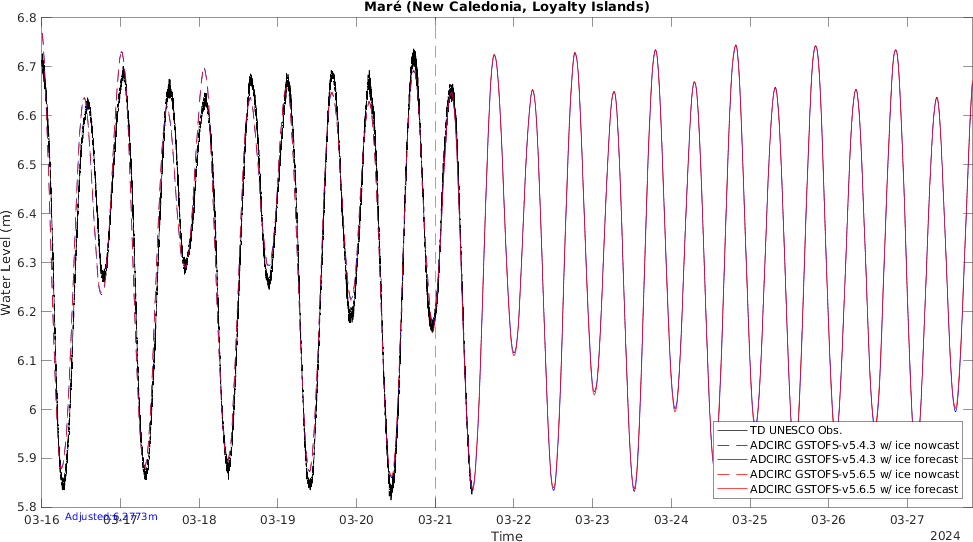 Maré (New Caledonia, Loyalty Islands)
6.8
6.7
6.6
6.5
6.4
6.3
6.2
6.1
6
5.9
5.8
Water Level (m)
TD UNESCO Obs.
ADCIRC GSTOFS-v5.4.3 w/ ice nowcast
ADCIRC GSTOFS-v5.4.3 w/ ice forecast
ADCIRC GSTOFS-v5.6.5 w/ ice nowcast
ADCIRC GSTOFS-v5.6.5 w/ ice forecast
03-16 03-17 03-18 03-19 03-20 03-21 03-22 03-23 03-24 03-25 03-26 03-27
Adjusted:6.2773m
Time
2024